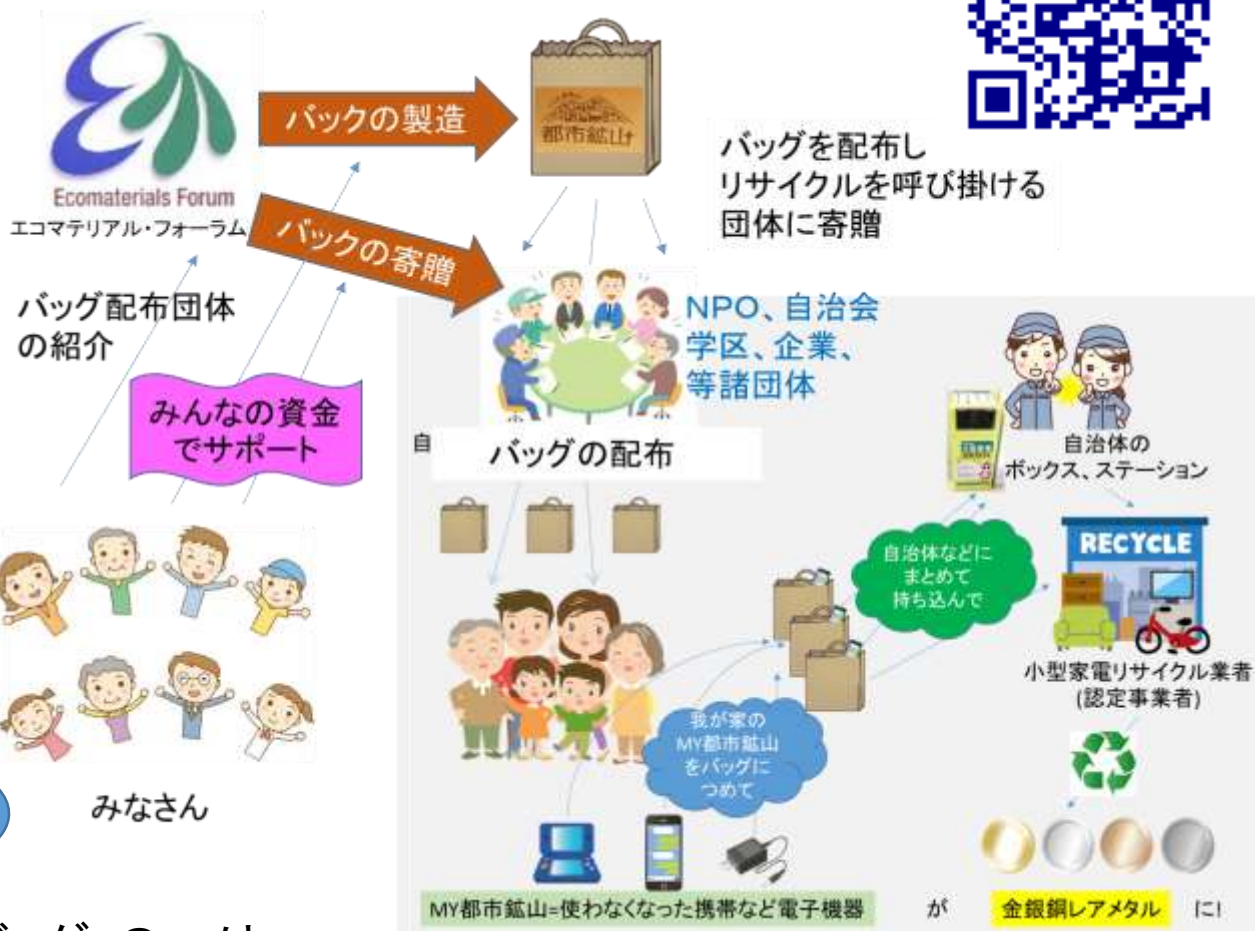 バックの製造
都市鉱山
Ecomaterials Forum
エコマテリアル・フォーラム
バックの寄贈
バッグを配布し
リサイクルを呼び掛ける
団体に寄贈
バッグ配布団体
の紹介
NPO、自治会
学区、企業、
等諸団体
みんなの資金
でサポート
自
バッグの配布
自治体の
ボックス、ステーション
自治体などに
まとめて
持ち込んで
RECYCLE
小型家電リサイクル業者
(認定事業者)
我が家の
MY都市鉱山
をバッグに
つめて
みなさん
MY都市鉱山=使わなくなった携帯など電子機器 が 金銀銅レアメタル に!